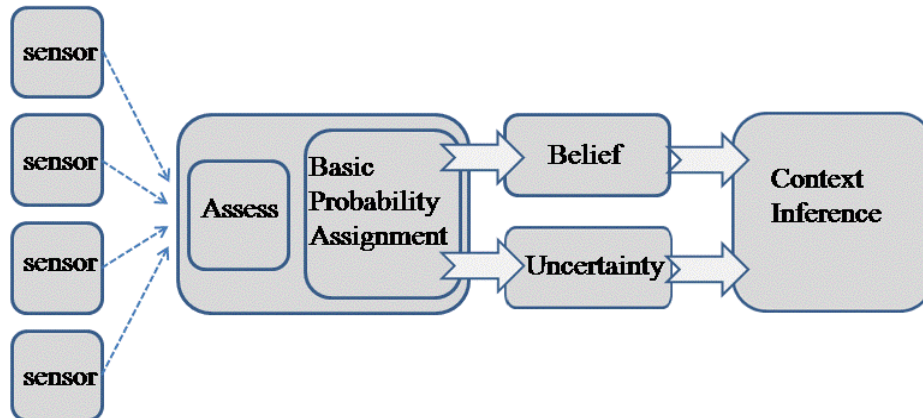 sensor
sensor
sensor
sensor
Assess
Basic
Probability
Assignment
Belief
Uncertainty
Context
Inference